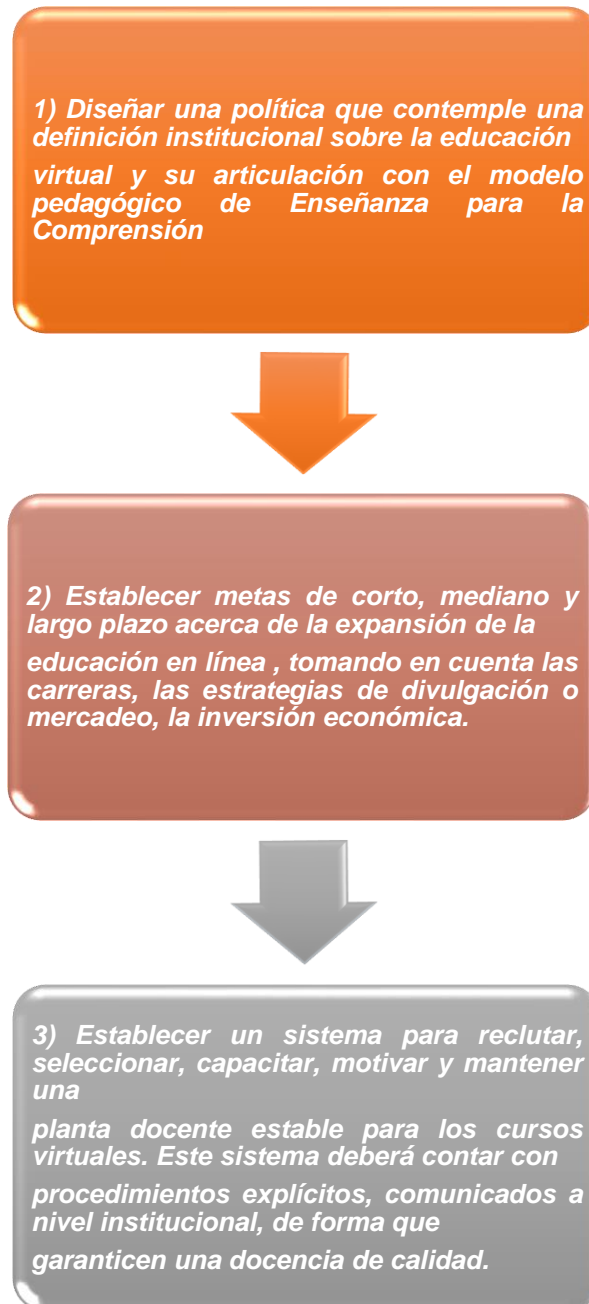 1) Diseñar una política que contemple una
definición institucional sobre la educación
virtual y su articulación con el modelo
pedagógico de Enseñanza para la
Comprensión
2) Establecer metas de corto, mediano y
largo plazo acerca de la expansión de la
educación en línea , tomando en cuenta las
carreras, las estrategias de divulgación o
mercadeo, la inversión económica.
3) Establecer un sistema para reclutar,
seleccionar, capacitar, motivar y mantener
una
planta docente estable para los cursos
virtuales. Este sistema deberá contar con
procedimientos explícitos, comunicados a
nivel institucional, de forma que
garanticen una docencia de calidad.